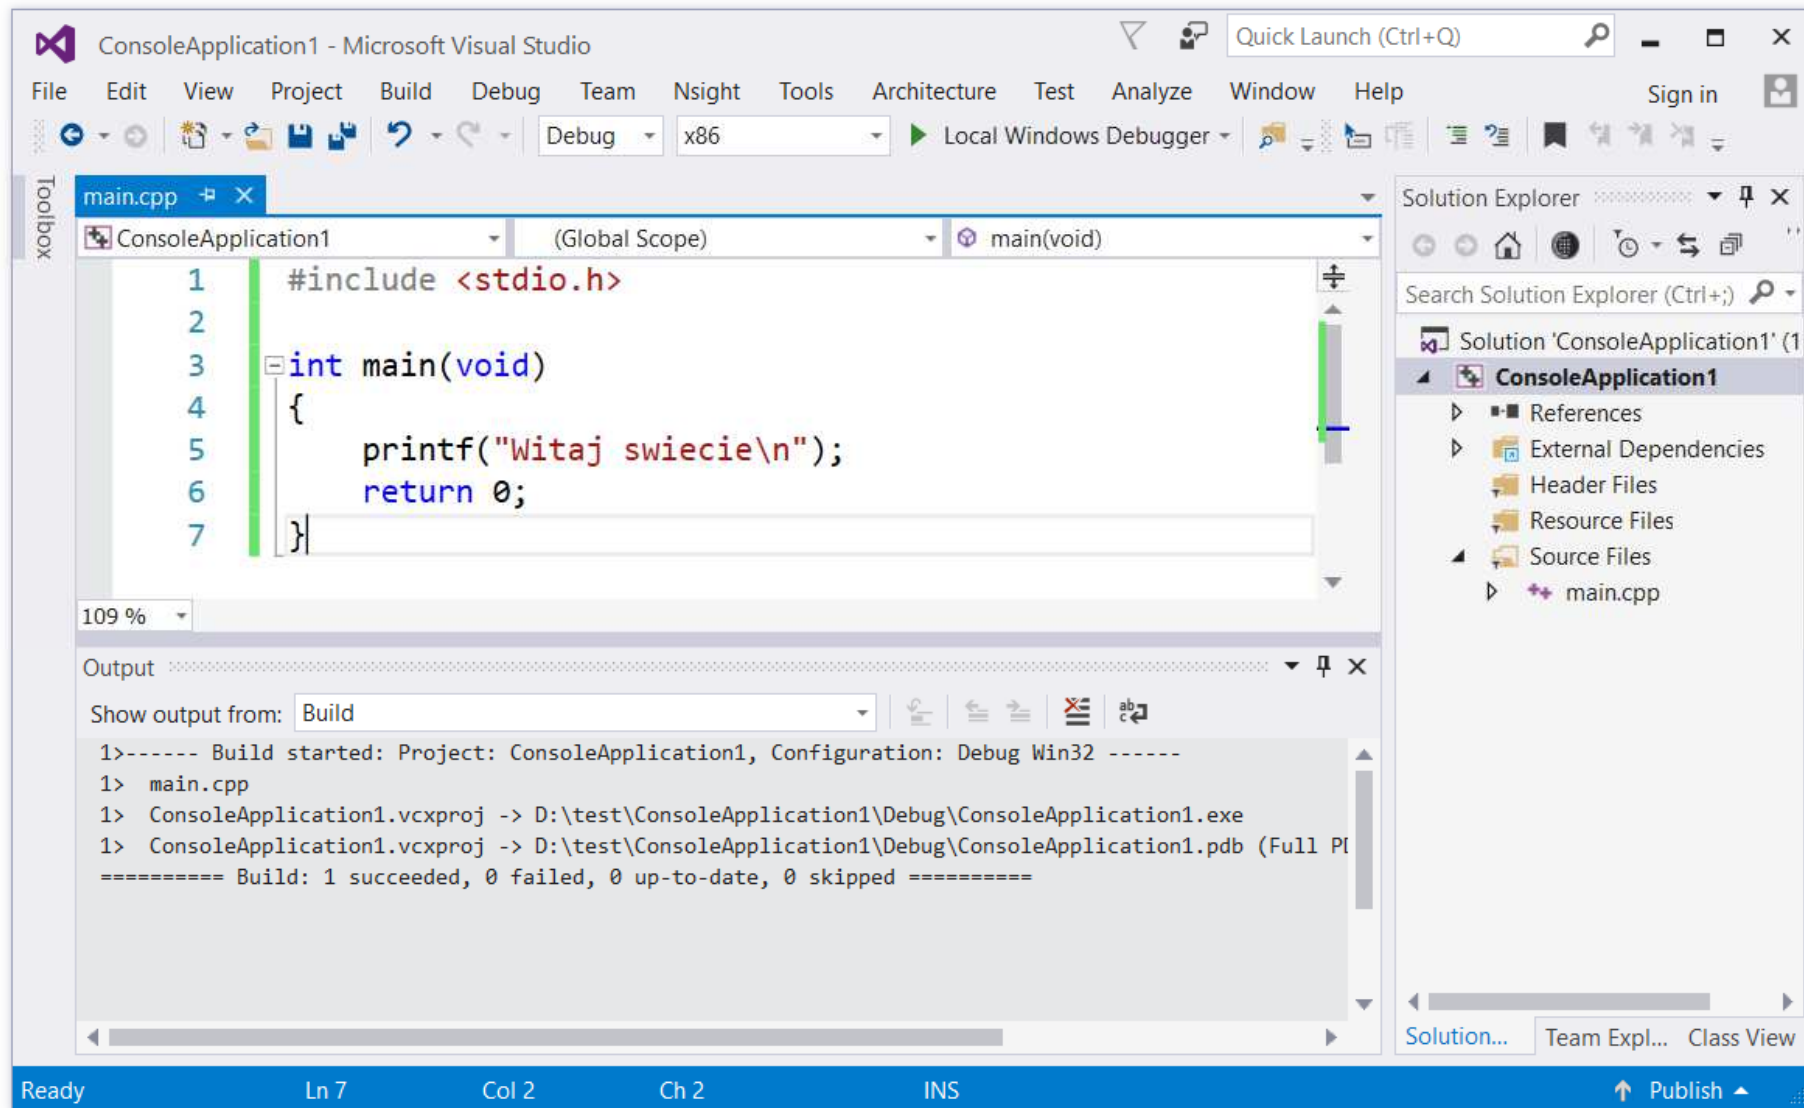 ConsoleApplication1 - Microsoft Visual Studio
Quick Launch (Ctrl+Q)
File Edit View Project Build Debug Team Nsight Tools Architecture Test Analyze Window Help Sign in
Debug x86 Local Windows Debugger
Toolbox
main.cpp
ConsoleApplication1 (Global Scope) main(void)
1 #include <stdio.h>
2
3 int main(void)
4 {
5 printf("Witaj swiecie\n");
6 return 0;
7 }
109 %
Output
Show output from: Build
1>------ Build started: Project: ConsoleApplication1, Configuration: Debug Win32 ------
1> main.cpp
1> ConsoleApplication1.vcxproj -> D:\test\ConsoleApplication1\Debug\ConsoleApplication1.exe
1> ConsoleApplication1.vcxproj -> D:\test\ConsoleApplication1\Debug\ConsoleApplication1.pdb (Full
========== Build: 1 succeeded, 0 failed, 0 up-to-date, 0 skipped ==========
Solution Explorer
Search Solution Explorer (Ctrl+;)
Solution 'ConsoleApplication1' (1
ConsoleApplication1
References
External Dependencies
Header Files
Resource Files
Source Files
main.cpp
Solution... Team Expl... Class View
Ready Ln 7 Col 2 Ch 2 INS Publish